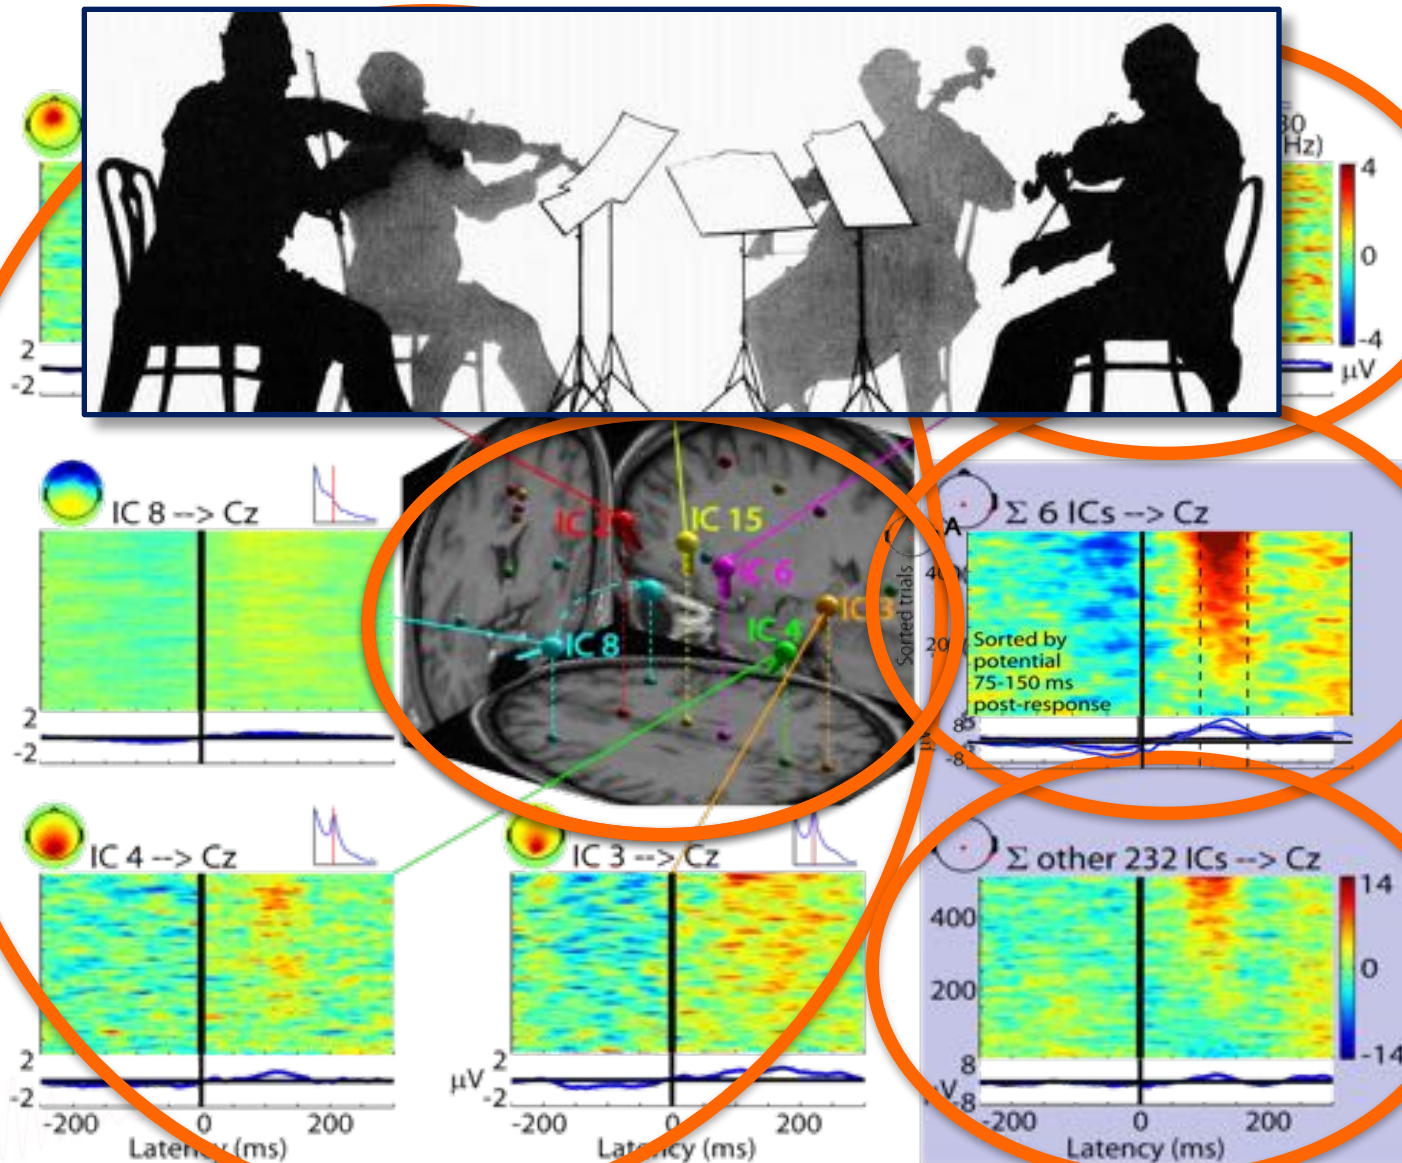 30
Hz)
4
0
-4
μV
2
-2
IC 8 --> Cz
2
-2
IC 2
IC 15
IC 6
IC 3
IC 4
IC 8
Σ 6 ICs --> Cz
A
Sorted trials
400
200
Sorted by
potential
75-150 ms
post-response
8
-8
IC 4 --> Cz
2
-2
-200 0 200
Latency (ms)
IC 3 --> Cz
μV
2
-2
-200 0 200
Latency (ms)
Σ other 232 ICs --> Cz
400
200
14
0
-14
8
-8
-200 0 200
Latency (ms)